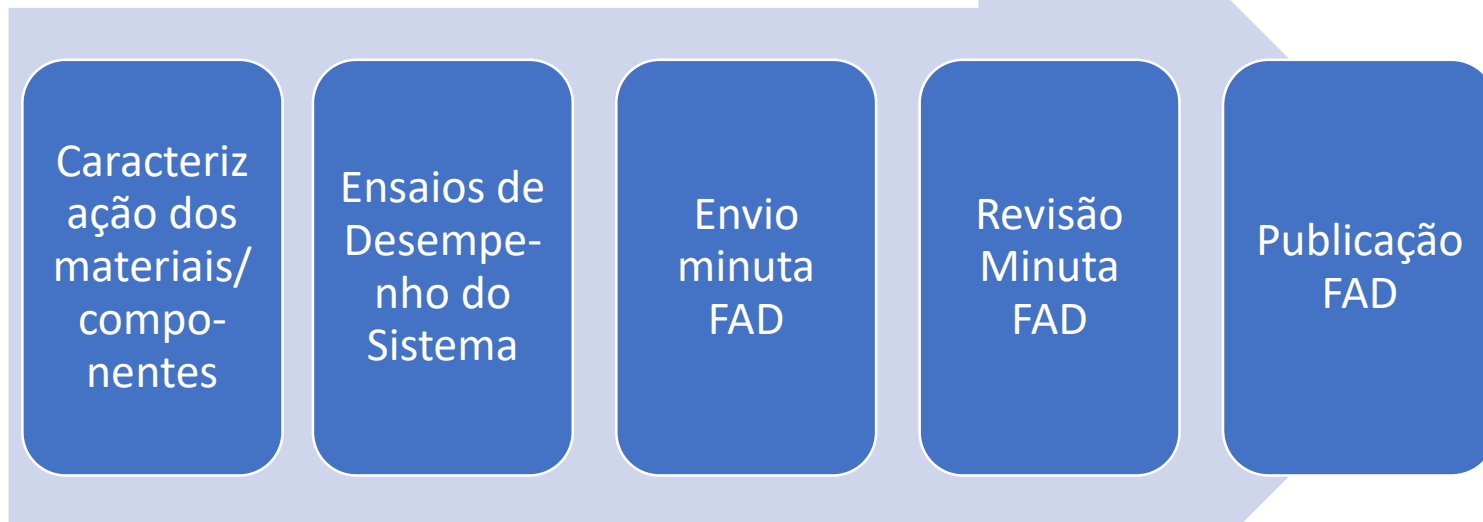 Caracteriz
ação dos
materiais/
compo-
nentes
Ensaios de
Desempe-
nho do
Sistema
Envio
minuta
FAD
Revisão
Minuta
FAD
Publicação
FAD